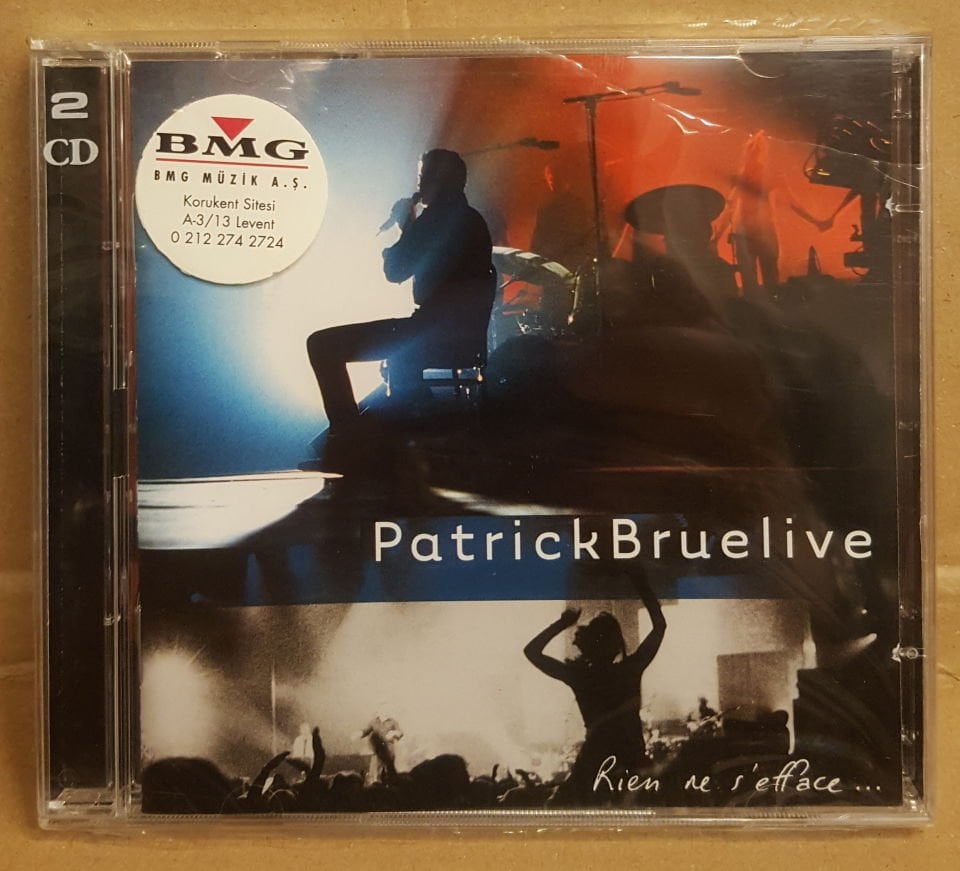 2
CD
BMG
BMG MÜZİK A.Ş.
Korukent Sitesi
A-3/13 Levent
0 212 274 2724
PatrickBruelive
Rien ne s'efface...